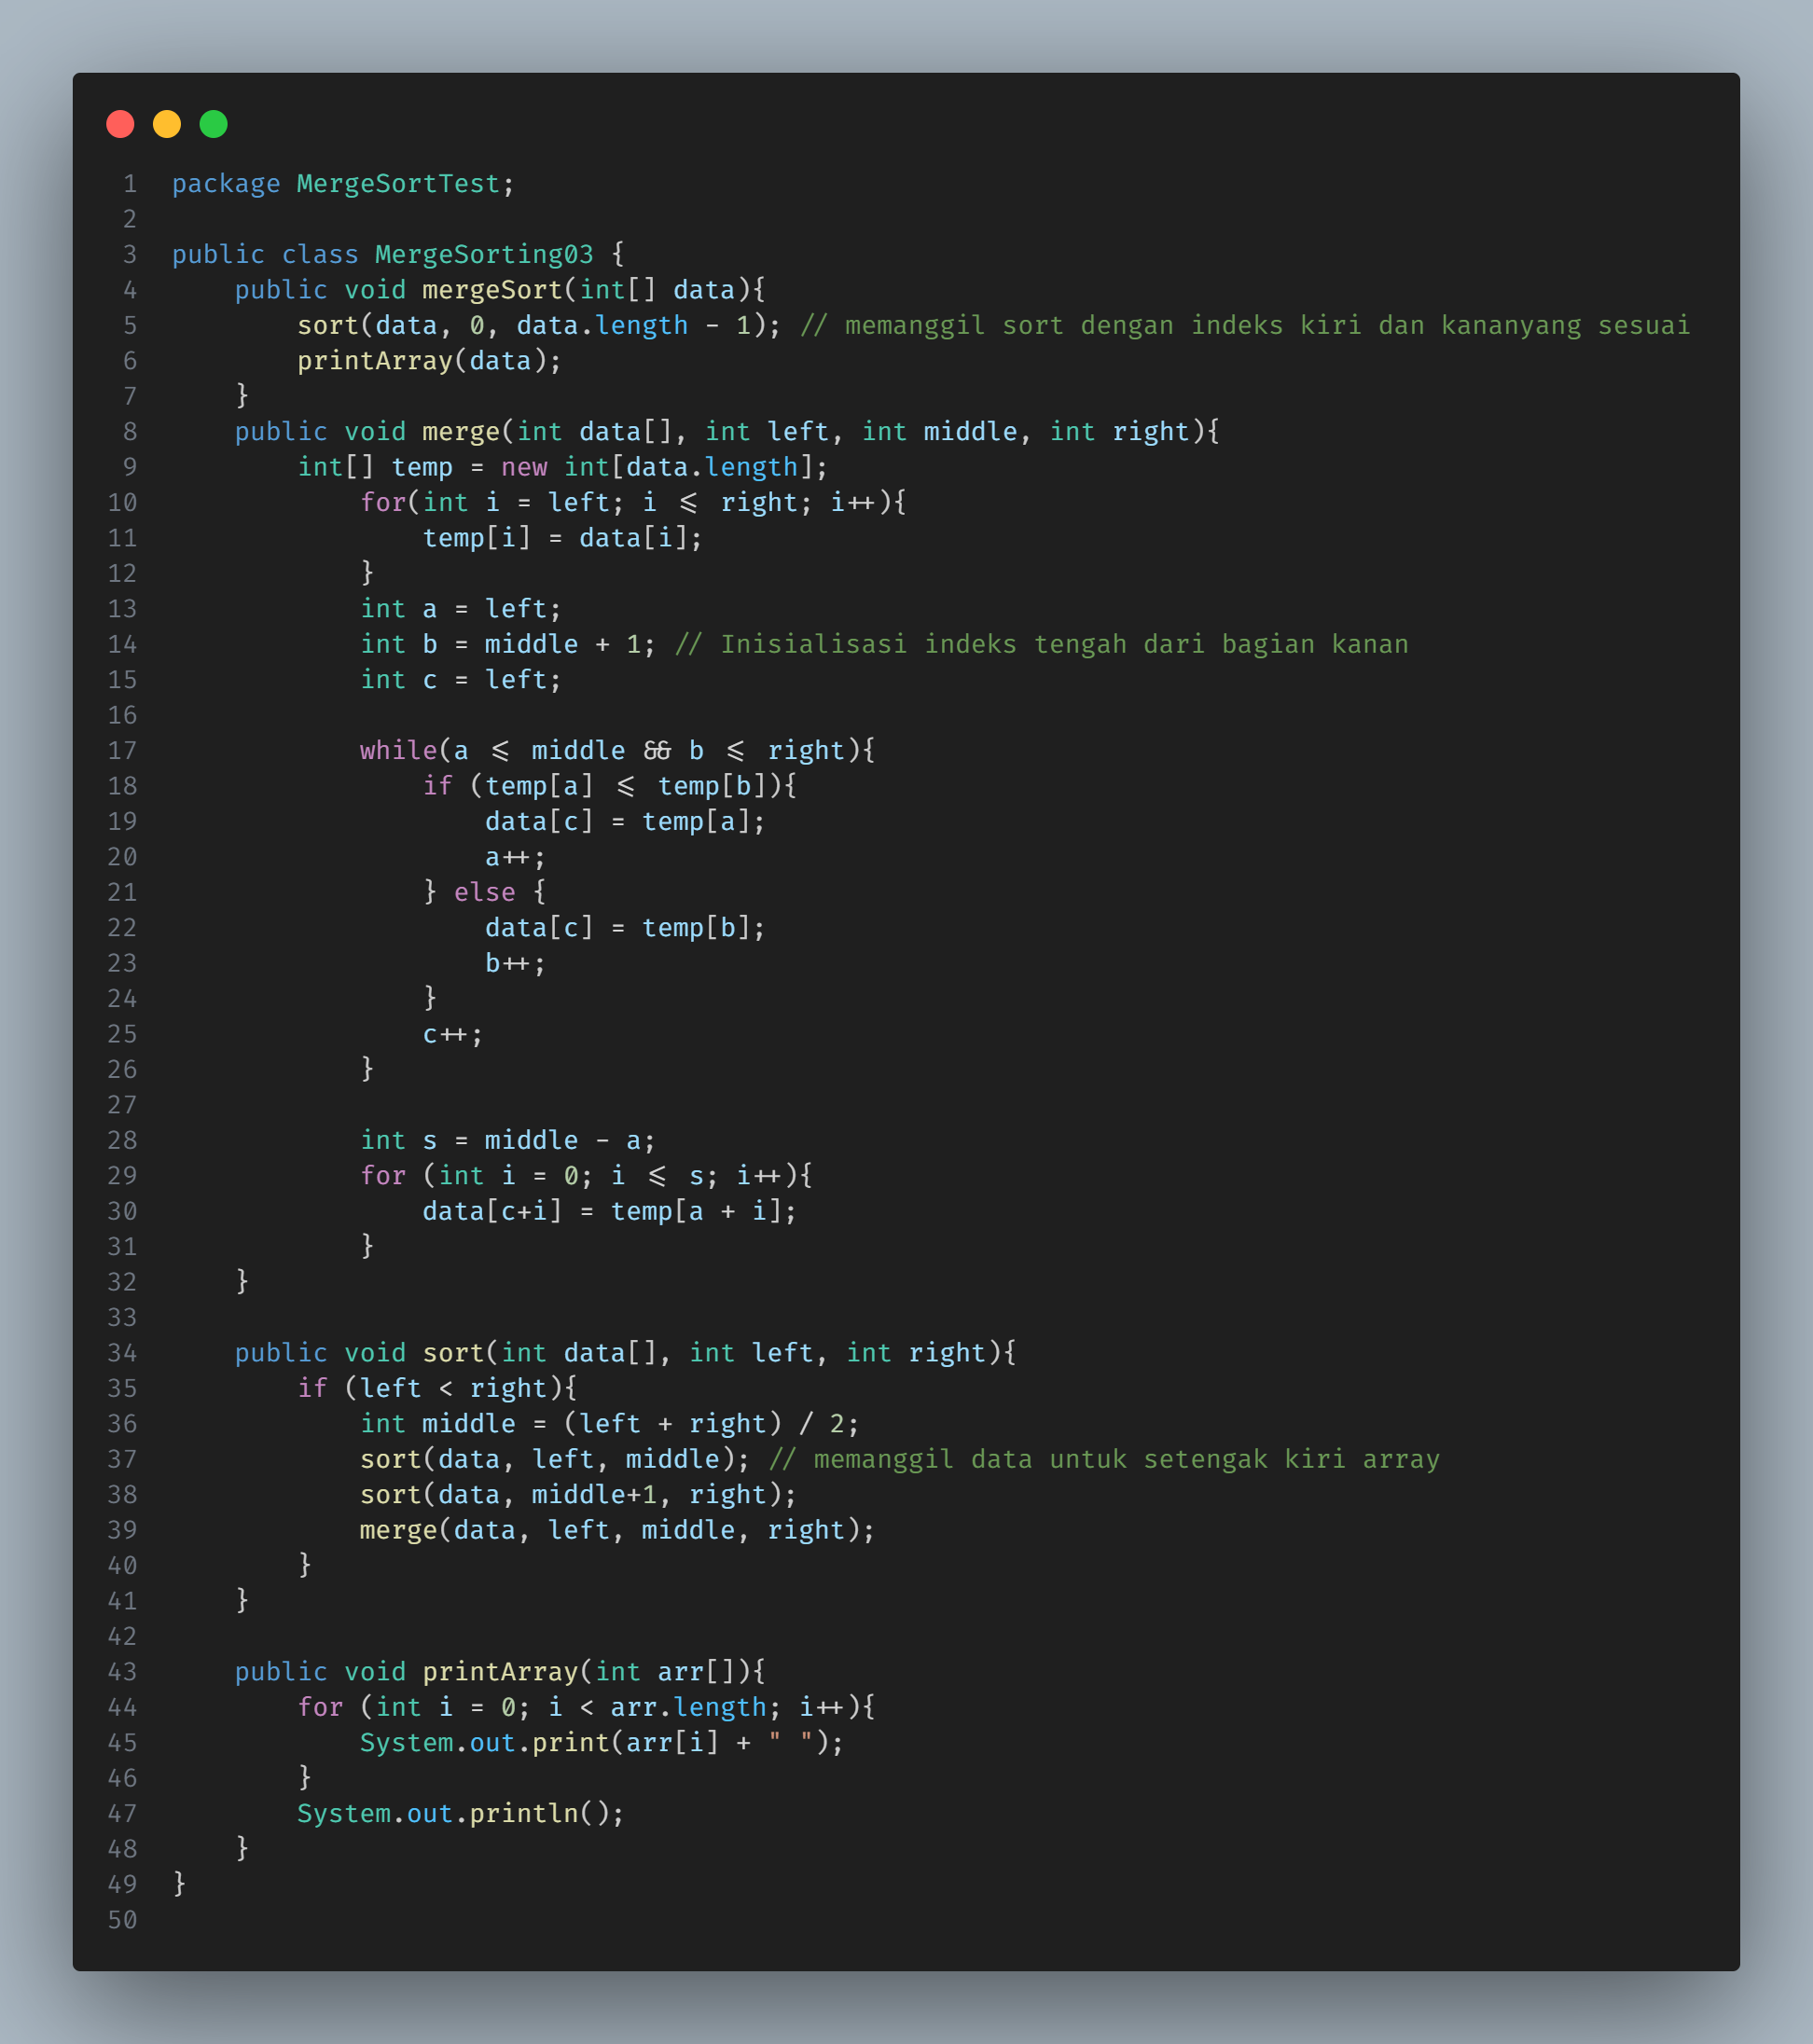 1 package MergeSortTest;
2
3 public class MergeSorting03 {
4     public void mergeSort(int[] data){
5         sort(data, 0, data.length - 1); // memanggil sort dengan indeks kiri dan kananyang sesuai
6         printArray(data);
7     }
8     public void merge(int data[], int left, int middle, int right){
9         int[] temp = new int[data.length];
10             for(int i = left; i <= right; i++){
11                 temp[i] = data[i];
12             }
13             int a = left;
14             int b = middle + 1; // Inisialisasi indeks tengah dari bagian kanan
15             int c = left;
16
17             while(a <= middle && b <= right){
18                 if (temp[a] <= temp[b]){
19                     data[c] = temp[a];
20                     a++;
21                 } else {
22                     data[c] = temp[b];
23                     b++;
24                 }
25                 c++;
26             }
27
28             int s = middle - a;
29             for (int i = 0; i <= s; i++){
30                 data[c+i] = temp[a + i];
31             }
32     }
33
34     public void sort(int data[], int left, int right){
35         if (left < right){
36             int middle = (left + right) / 2;
37             sort(data, left, middle); // memanggil data untuk setengak kiri array
38             sort(data, middle+1, right);
39             merge(data, left, middle, right);
40         }
41     }
42
43     public void printArray(int arr[]){
44         for (int i = 0; i < arr.length; i++){
45             System.out.print(arr[i] + " ");
46         }
47         System.out.println();
48     }
49 }
50